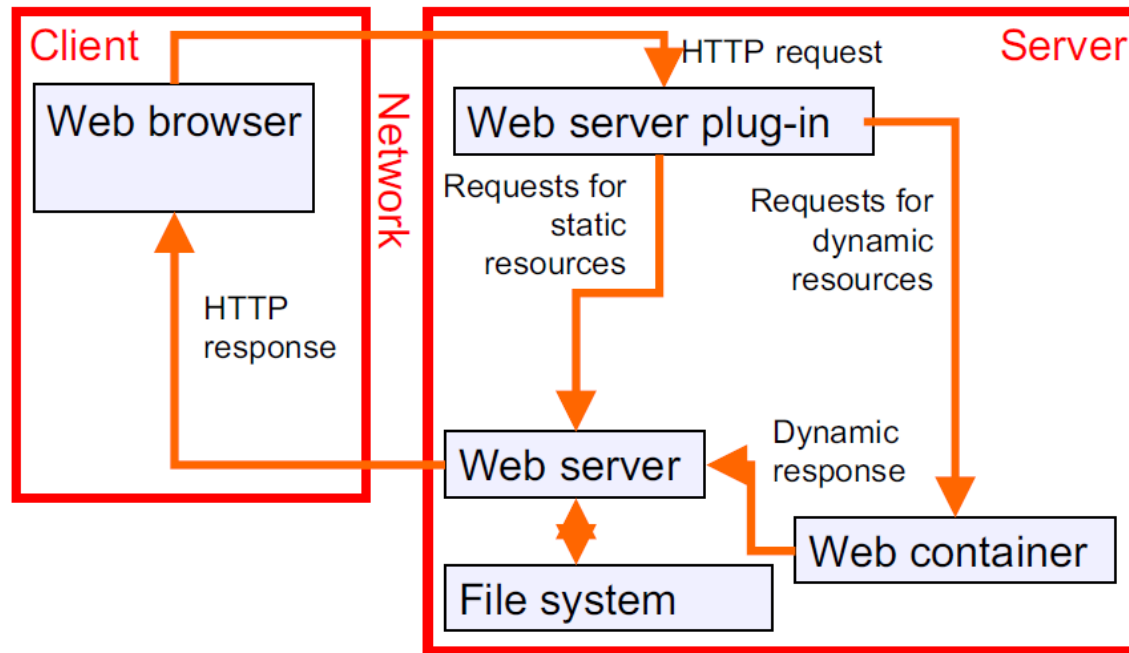 Client
Web browser
HTTP
response
Network
HTTP request
Server
Web server plug-in
Requests for
static
resources
Requests for
dynamic
resources
Web server
Dynamic
response
Web container
File system